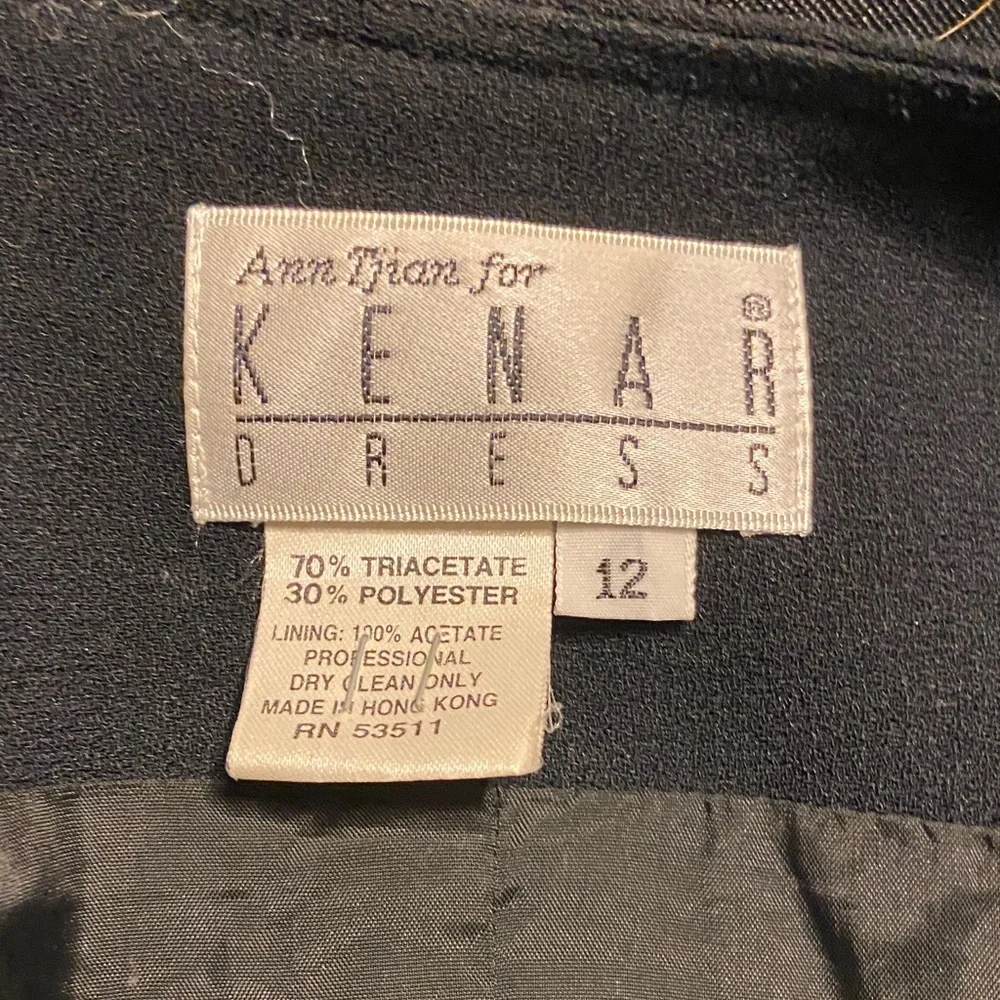 Ann Tjian for
KENAR®
DRESS
12
70% TRIACETATE
30% POLYESTER
LINING: 100% ACETATE
PROFESSIONAL
DRY CLEAN ONLY
MADE IN HONG KONG
RN 53511